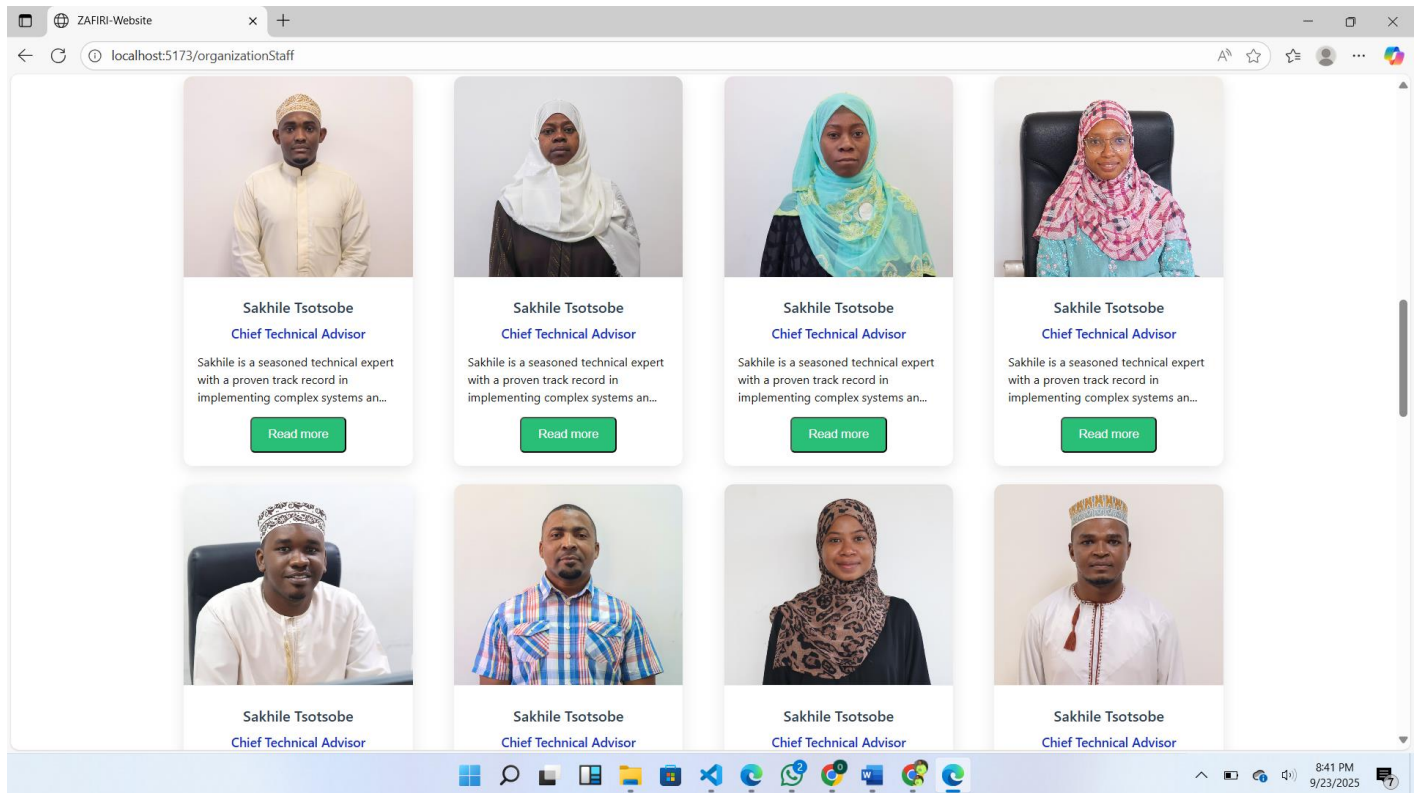 ZAFIRI-Website
localhost:5173/organizationStaff
Sakhile Tsotsobe
Chief Technical Advisor
Sakhile is a seasoned technical expert
with a proven track record in
implementing complex systems an...
Read more
Sakhile Tsotsobe
Chief Technical Advisor
Sakhile is a seasoned technical expert
with a proven track record in
implementing complex systems an...
Read more
Sakhile Tsotsobe
Chief Technical Advisor
Sakhile is a seasoned technical expert
with a proven track record in
implementing complex systems an...
Read more
Sakhile Tsotsobe
Chief Technical Advisor
Sakhile is a seasoned technical expert
with a proven track record in
implementing complex systems an...
Read more
Sakhile Tsotsobe
Chief Technical Advisor
Sakhile Tsotsobe
Chief Technical Advisor
Sakhile Tsotsobe
Chief Technical Advisor
Sakhile Tsotsobe
Chief Technical Advisor
2
8:41 PM
9/23/2025
7